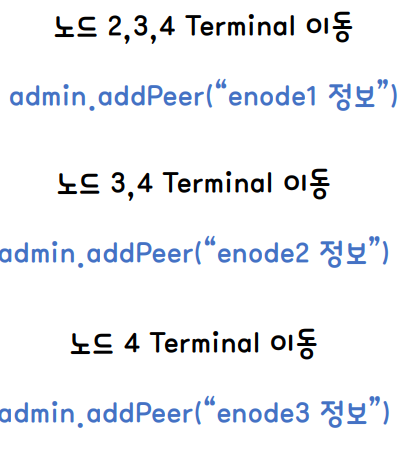 노드 2,3,4 Terminal 이동
admin.addPeer(“enode1 정보”)
노드 3,4 Terminal 이동
admin.addPeer(“enode2 정보”)
노드 4 Terminal 이동
admin.addPeer(“enode3 정보”)